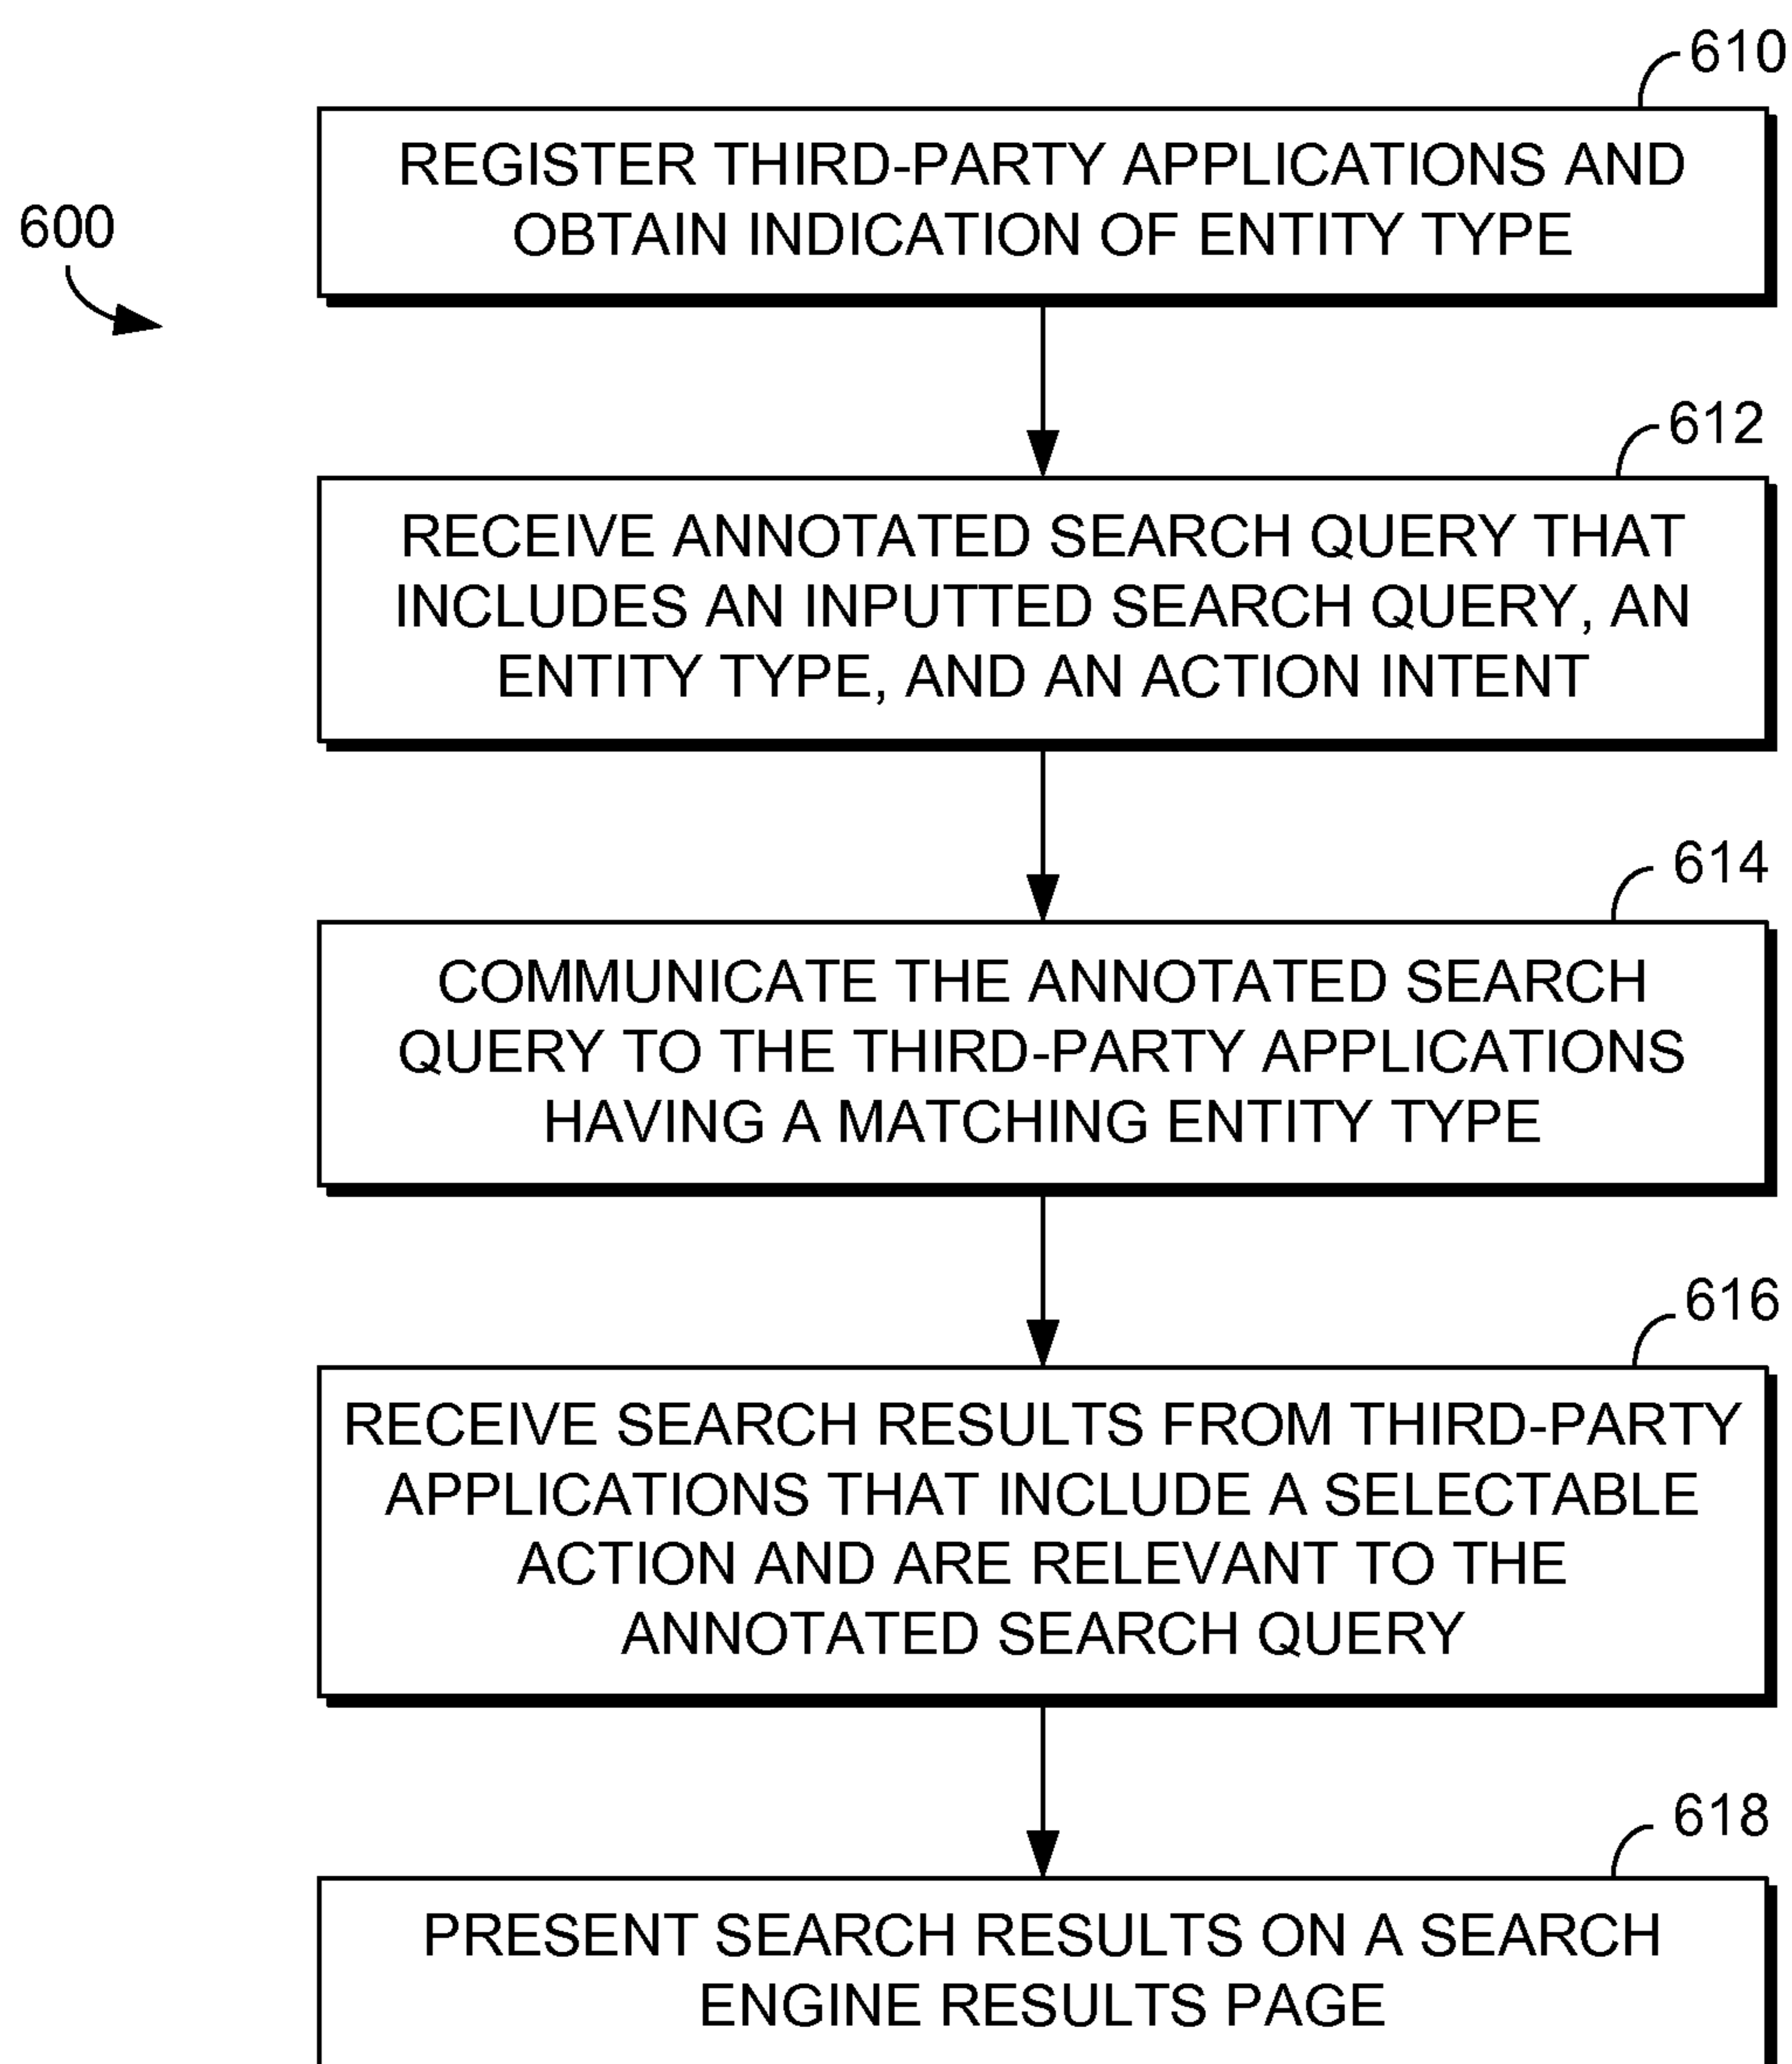 610
REGISTER THIRD-PARTY APPLICATIONS AND
OBTAIN INDICATION OF ENTITY TYPE
600
612
RECEIVE ANNOTATED SEARCH QUERY THAT
INCLUDES AN INPUTTED SEARCH QUERY, AN
ENTITY TYPE, AND AN ACTION INTENT
614
COMMUNICATE THE ANNOTATED SEARCH
QUERY TO THE THIRD-PARTY APPLICATIONS
HAVING A MATCHING ENTITY TYPE
616
RECEIVE SEARCH RESULTS FROM THIRD-PARTY
APPLICATIONS THAT INCLUDE A SELECTABLE
ACTION AND ARE RELEVANT TO THE
ANNOTATED SEARCH QUERY
618
PRESENT SEARCH RESULTS ON A SEARCH
ENGINE RESULTS PAGE